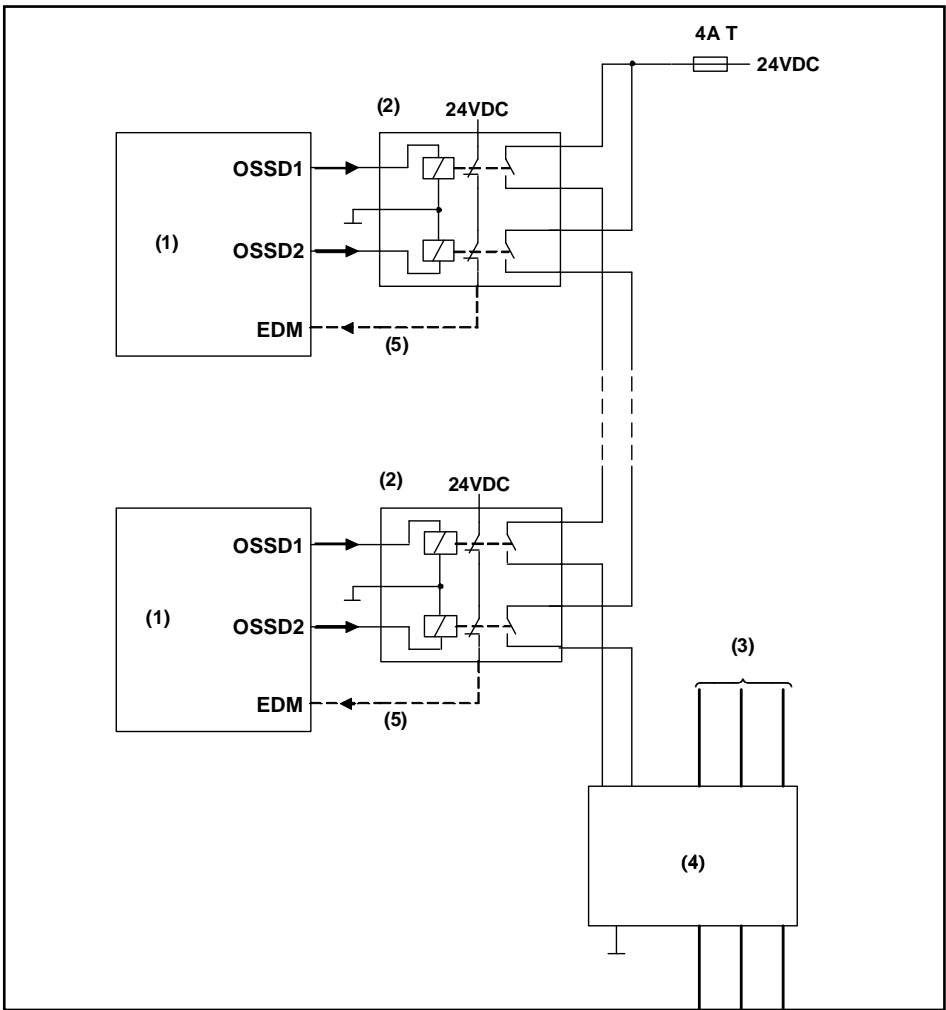 4A T
24VDC
(2)
24VDC
OSSD1
(1)
OSSD2
EDM
(5)
(2)
24VDC
OSSD1
(1)
OSSD2
(3)
EDM
(5)
(4)